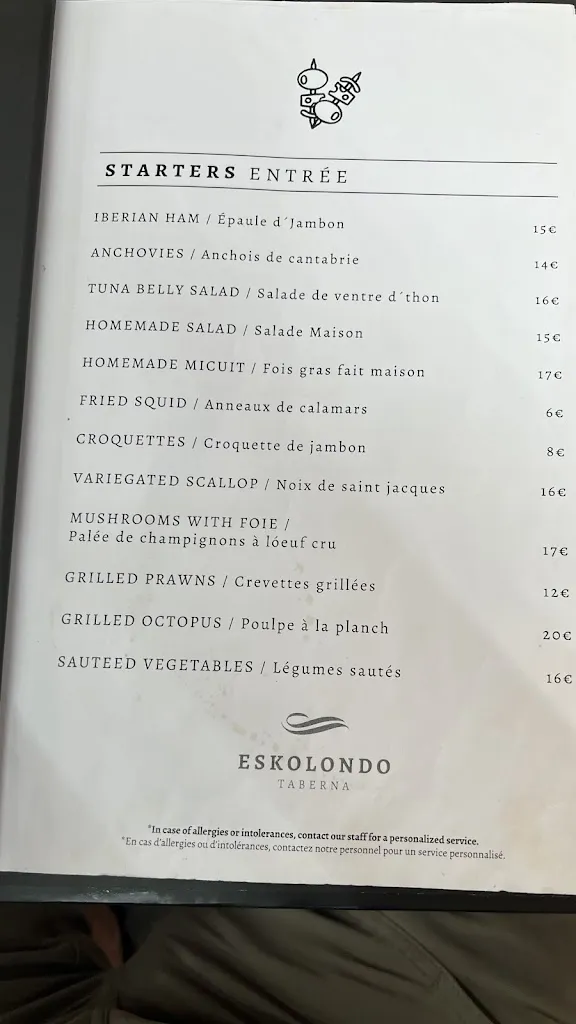 STARTERS ENTRÉE
IBERIAN HAM / Épaule d´Jambon 15€
ANCHOVIES / Anchois de cantabrie 14€
TUNA BELLY SALAD / Salade de ventre d´thon 16€
HOMEMADE SALAD / Salade Maison 15€
HOMEMADE MICUIT / Fois gras fait maison 17€
FRIED SQUID / Anneaux de calamars 6€
CROQUETTES / Croquette de jambon 8€
VARIEGATED SCALLOP / Noix de saint jacques 16€
MUSHROOMS WITH FOIE /
Palée de champignons à lóeuf cru 17€
GRILLED PRAWNS / Crevettes grillées 12€
GRILLED OCTOPUS / Poulpe à la planch 20€
SAUTEED VEGETABLES / Légumes sautés 16€
ESKOLONDO
TABERNA
*In case of allergies or intolerances, contact our staff for a personalized service.
*En cas d'allergies ou d'intolérances, contactez notre personnel pour un service personnalisé.